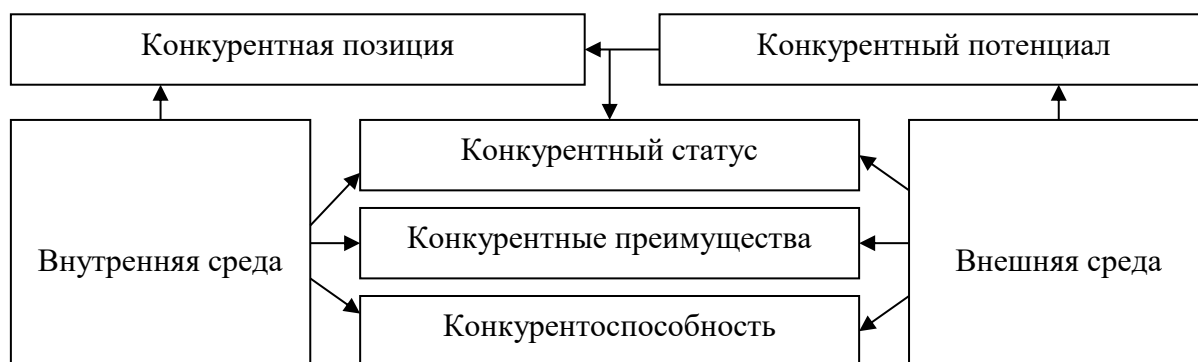 Конкурентная позиция
Конкурентный потенциал
Конкурентный статус
Конкурентные преимущества
Внутренняя среда
Внешняя среда
Конкурентоспособность